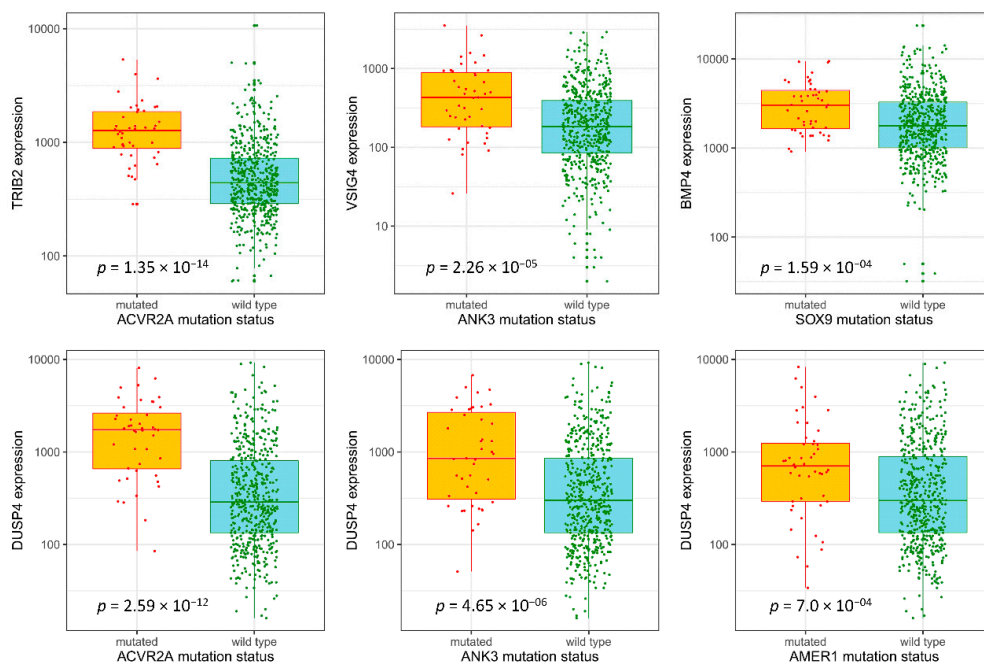 TRIB2 expression
10000
1000
100
p = 1.35 × 10⁻¹⁴
mutated
wild type
ACVR2A mutation status
VSIG4 expression
1000
100
10
p = 2.26 × 10⁻⁰⁵
mutated
wild type
ANK3 mutation status
BMP4 expression
10000
1000
100
p = 1.59 × 10⁻⁰⁴
mutated
wild type
SOX9 mutation status
DUSP4 expression
10000
1000
100
p = 2.59 × 10⁻¹²
mutated
wild type
ACVR2A mutation status
DUSP4 expression
10000
1000
100
p = 4.65 × 10⁻⁰⁶
mutated
wild type
ANK3 mutation status
DUSP4 expression
10000
1000
100
p = 7.0 × 10⁻⁰⁴
mutated
wild type
AMER1 mutation status